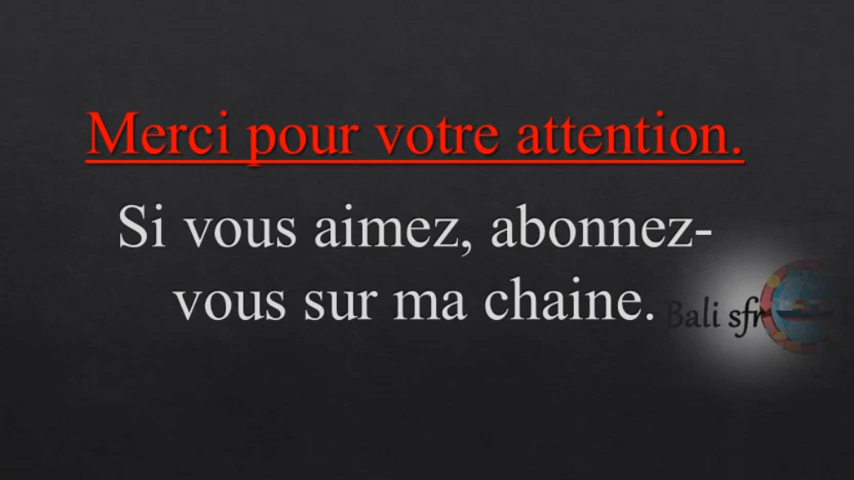 Merci pour votre attention.
Si vous aimez, abonnez-
vous sur ma chaine.
Bali sfr